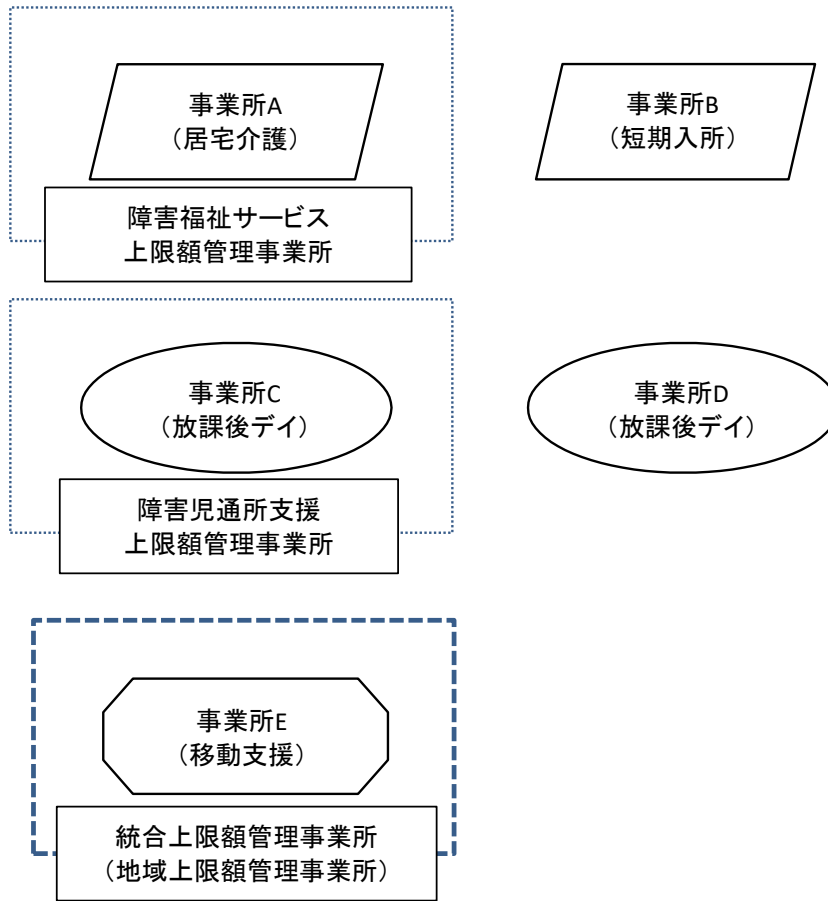 事業所A
（居宅介護）
事業所B
（短期入所）
障害福祉サービス
上限額管理事業所
事業所C
（放課後デイ）
事業所D
（放課後デイ）
障害児通所支援
上限額管理事業所
事業所E
（移動支援）
統合上限額管理事業所
（地域上限額管理事業所）